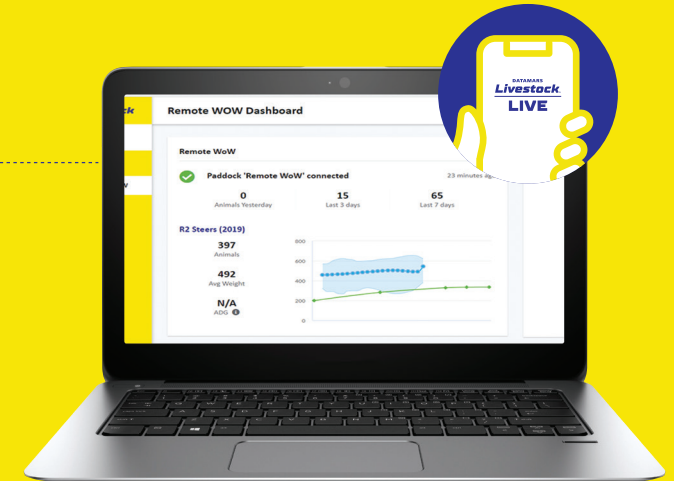 DATAMARS
Livestock
LIVE
Remote WOW Dashboard
Remote WoW
Paddock 'Remote WoW' connected
23 minutes
0
15
65
Animals Yesterday
Last 3 days
Last 7 days
R2 Steers (2019)
397
Animals
492
Avg Weight
N/A
ADG
800
600
400
200
0